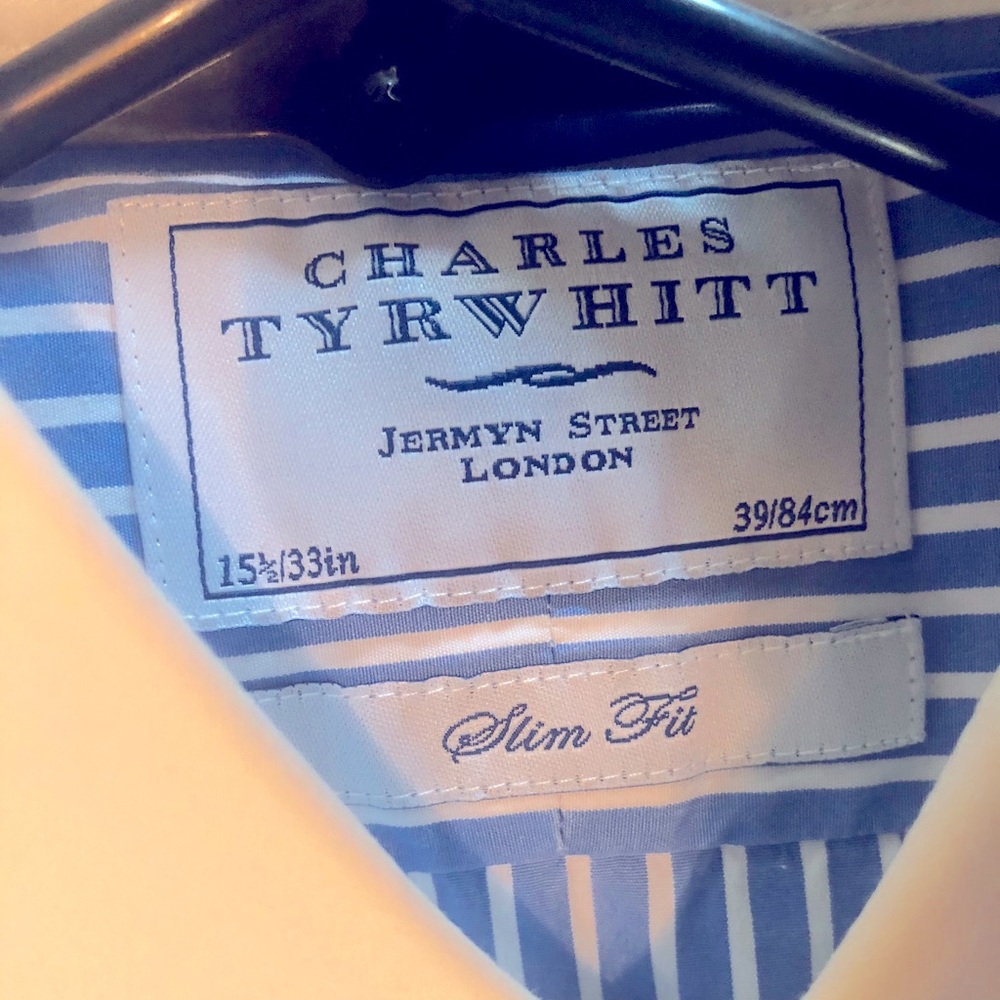 CHARLES
TYRWHITT
JERMYN STREET
LONDON
39/84cm
15½/33in
Slim Fit